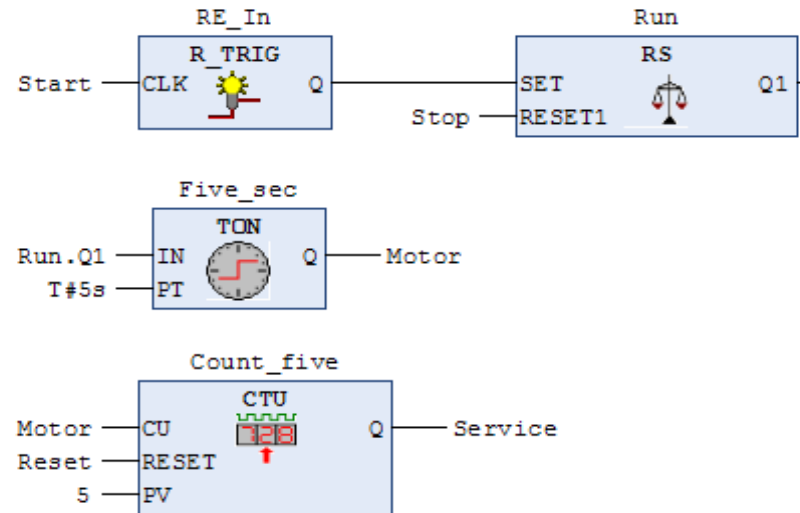 RE_In
R_TRIG
Start CLK Q
Run
RS
SET Q1
Stop RESET1
Five_sec
TON
Run.Q1 IN Q Motor
T#5s PT
Count_five
CTU
728
Motor CU Q Service
Reset RESET
5 PV